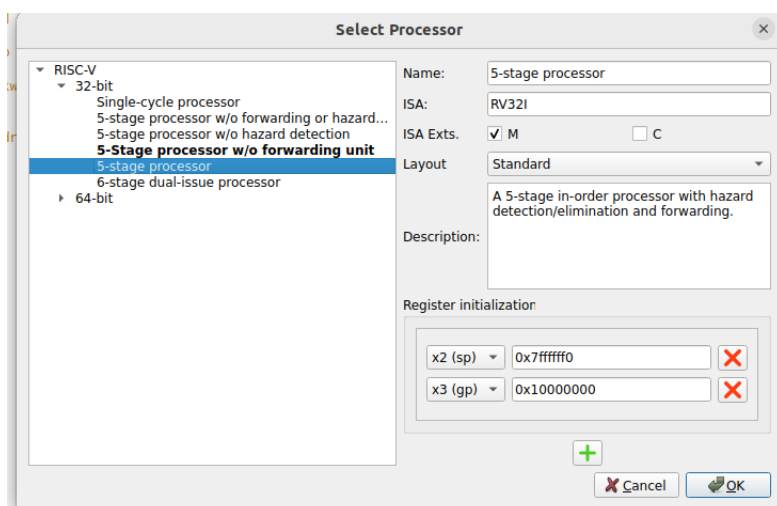 Select Processor
RISC-V
32-bit
Single-cycle processor
5-stage processor w/o forwarding or hazard...
5-stage processor w/o hazard detection
5-Stage processor w/o forwarding unit
5-stage processor
6-stage dual-issue processor
64-bit
Name: 5-stage processor
ISA: RV32I
ISA Exts. M C
Layout Standard
Description: A 5-stage in-order processor with hazard
detection/elimination and forwarding.
Register initialization
x2 (sp) 0x7ffffff0
x3 (gp) 0x10000000
Cancel OK